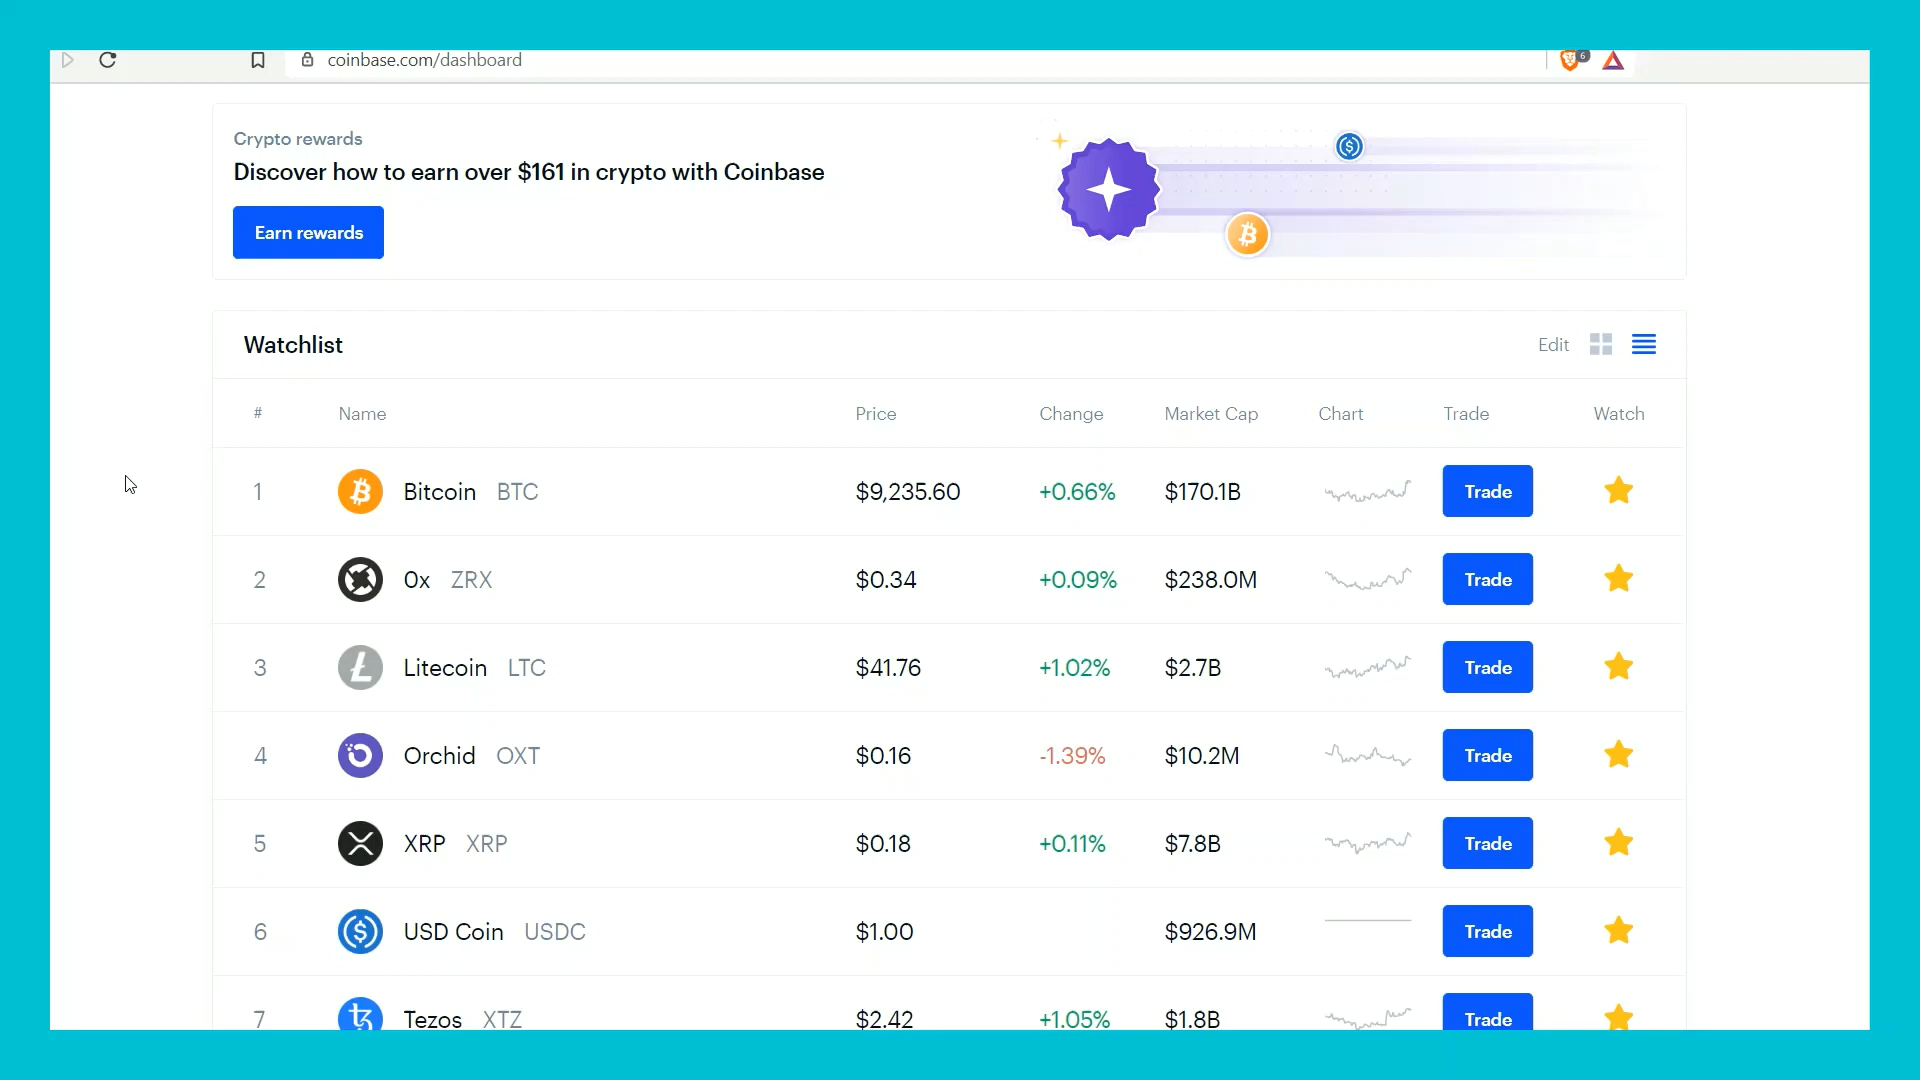 coinbase.com/dashboard 6
Crypto rewards
Discover how to earn over $161 in crypto with Coinbase
Earn rewards
Watchlist Edit
# Name Price Change Market Cap Chart Trade Watch
1 Bitcoin BTC $9,235.60 +0.66% $170.1B Trade
2 0x ZRX $0.34 +0.09% $238.0M Trade
3 Litecoin LTC $41.76 +1.02% $2.7B Trade
4 Orchid OXT $0.16 -1.39% $10.2M Trade
5 XRP XRP $0.18 +0.11% $7.8B Trade
6 USD Coin USDC $1.00 $926.9M Trade
7 Tezos XTZ $2.42 +1.05% $1.8B Trade